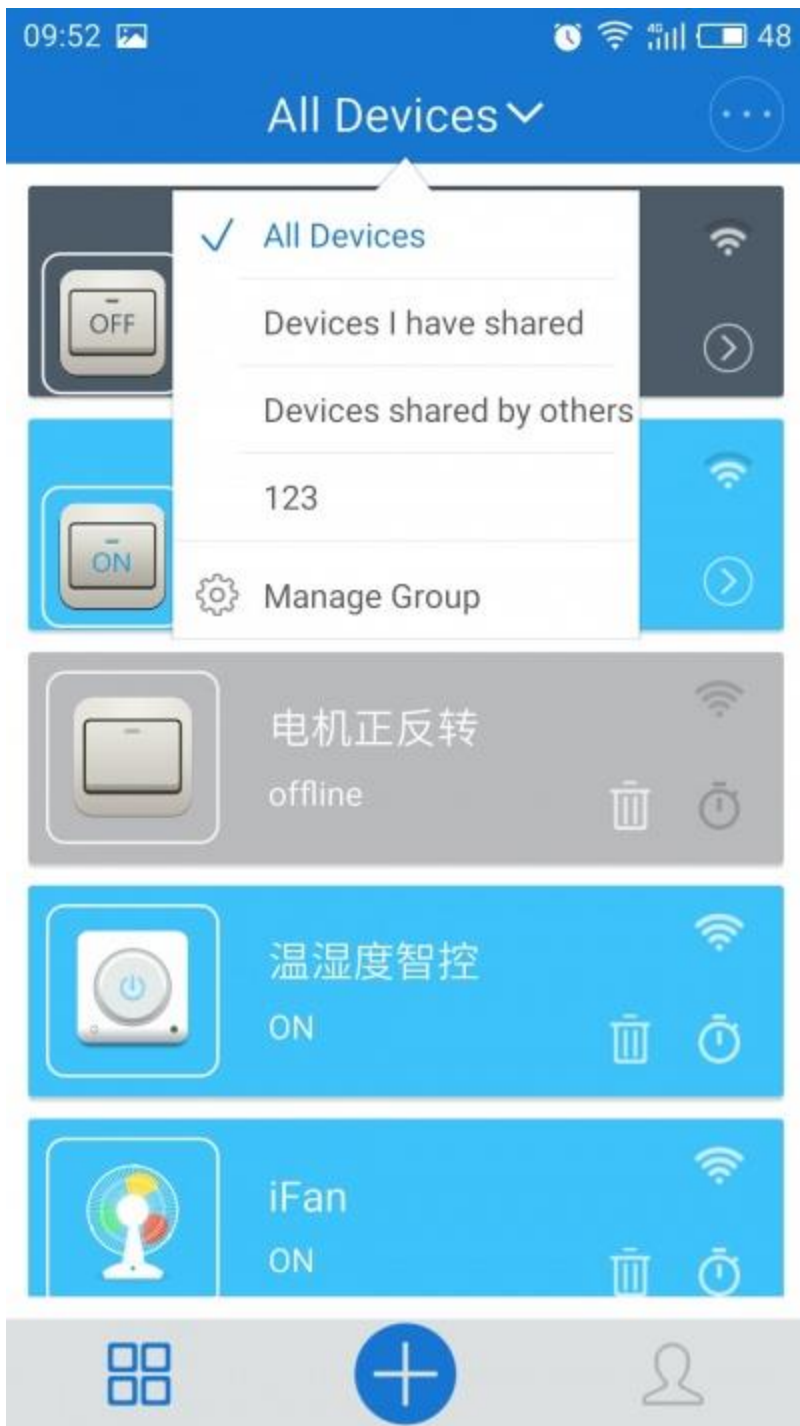 09:52
4G
48
All Devices
All Devices
Devices I have shared
Devices shared by others
123
Manage Group
OFF
ON
电机正反转
offline
温湿度智控
ON
iFan
ON